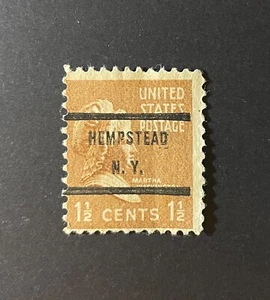 UNITED
STATES
POSTAGE
HEMPSTEAD
N. Y.
MARTHA
1½ CENTS 1½